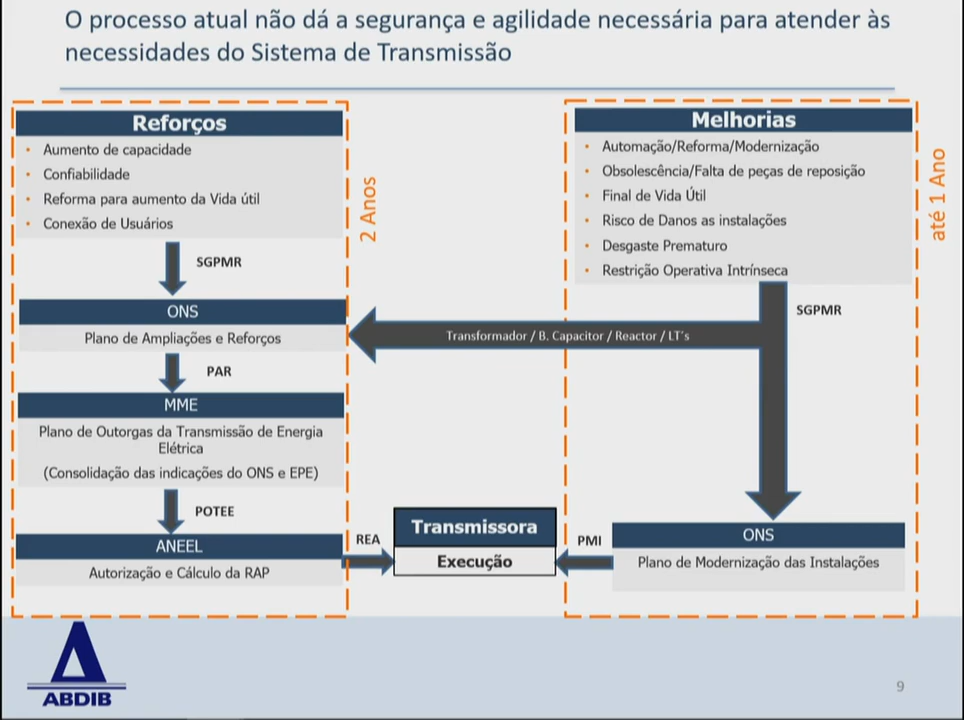 O processo atual não dá a segurança e agilidade necessária para atender às
necessidades do Sistema de Transmissão
Reforços
• Aumento de capacidade
• Confiabilidade
• Reforma para aumento da Vida útil
• Conexão de Usuários
2 Anos
SGPMR
ONS
Plano de Ampliações e Reforços
PAR
MME
Plano de Outorgas da Transmissão de Energia
Elétrica
(Consolidação das indicações do ONS e EPE)
POTEE
ANEEL
Autorização e Cálculo da RAP
REA
Transmissora
Execução
Transformador / B. Capacitor / Reactor / LT´s
Melhorias
• Automação/Reforma/Modernização
• Obsolescência/Falta de peças de reposição
• Final de Vida Útil
• Risco de Danos as instalações
• Desgaste Prematuro
• Restrição Operativa Intrínseca
até 1 Ano
SGPMR
PMI
ONS
Plano de Modernização das Instalações
ABDIB
9